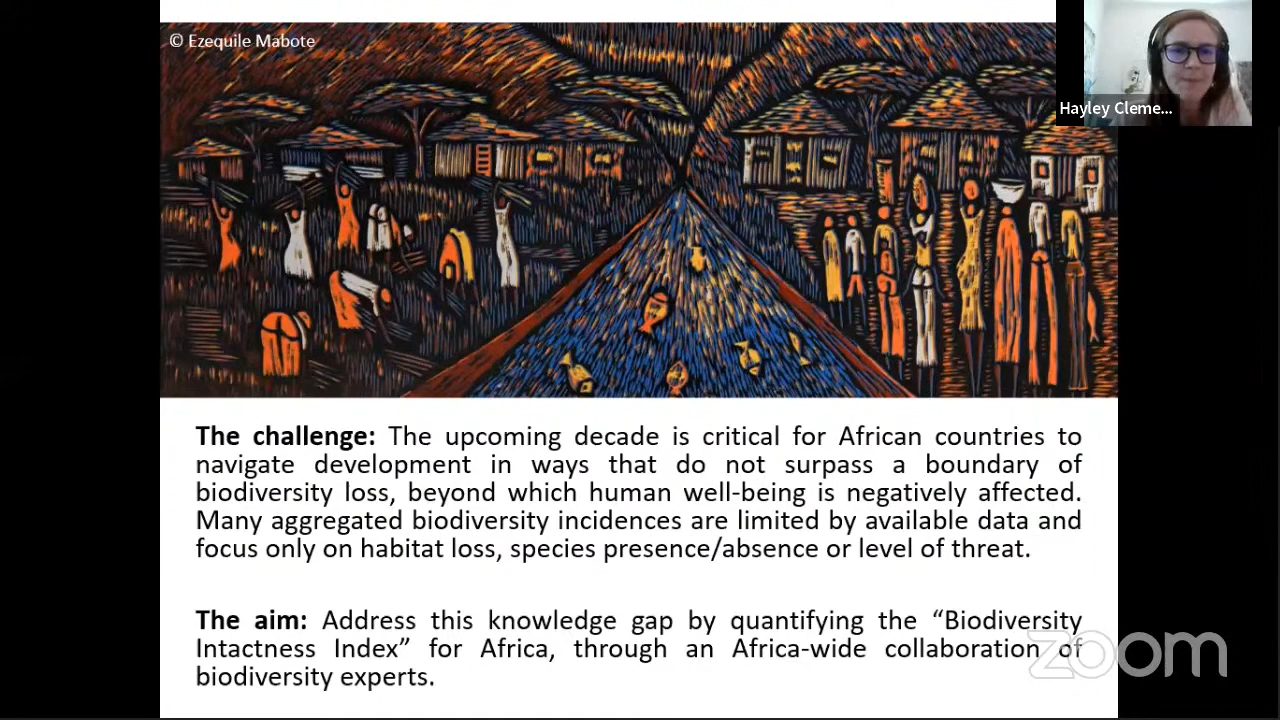 © Ezequile Mabote
Hayley Cleme...
The challenge: The upcoming decade is critical for African countries to
navigate development in ways that do not surpass a boundary of
biodiversity loss, beyond which human well-being is negatively affected.
Many aggregated biodiversity incidences are limited by available data and
focus only on habitat loss, species presence/absence or level of threat.
The aim: Address this knowledge gap by quantifying the “Biodiversity
Intactness Index” for Africa, through an Africa-wide collaboration of
biodiversity experts.
zoom